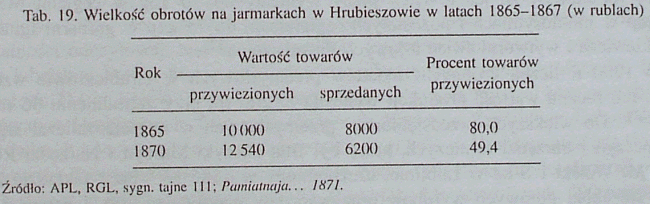 Tab. 19. Wielkość obrotów na jarmarkach w Hrubieszowie w latach 1865–1867 (w rublach)
Rok Wartość towarów Procent towarów przywiezionych
przywiezionych sprzedanych
1865 10 000 8000 80,0
1870 12 540 6200 49,4
Źródło: APL, RGL, sygn. tajne 111; Pamiatnaja... 1871.